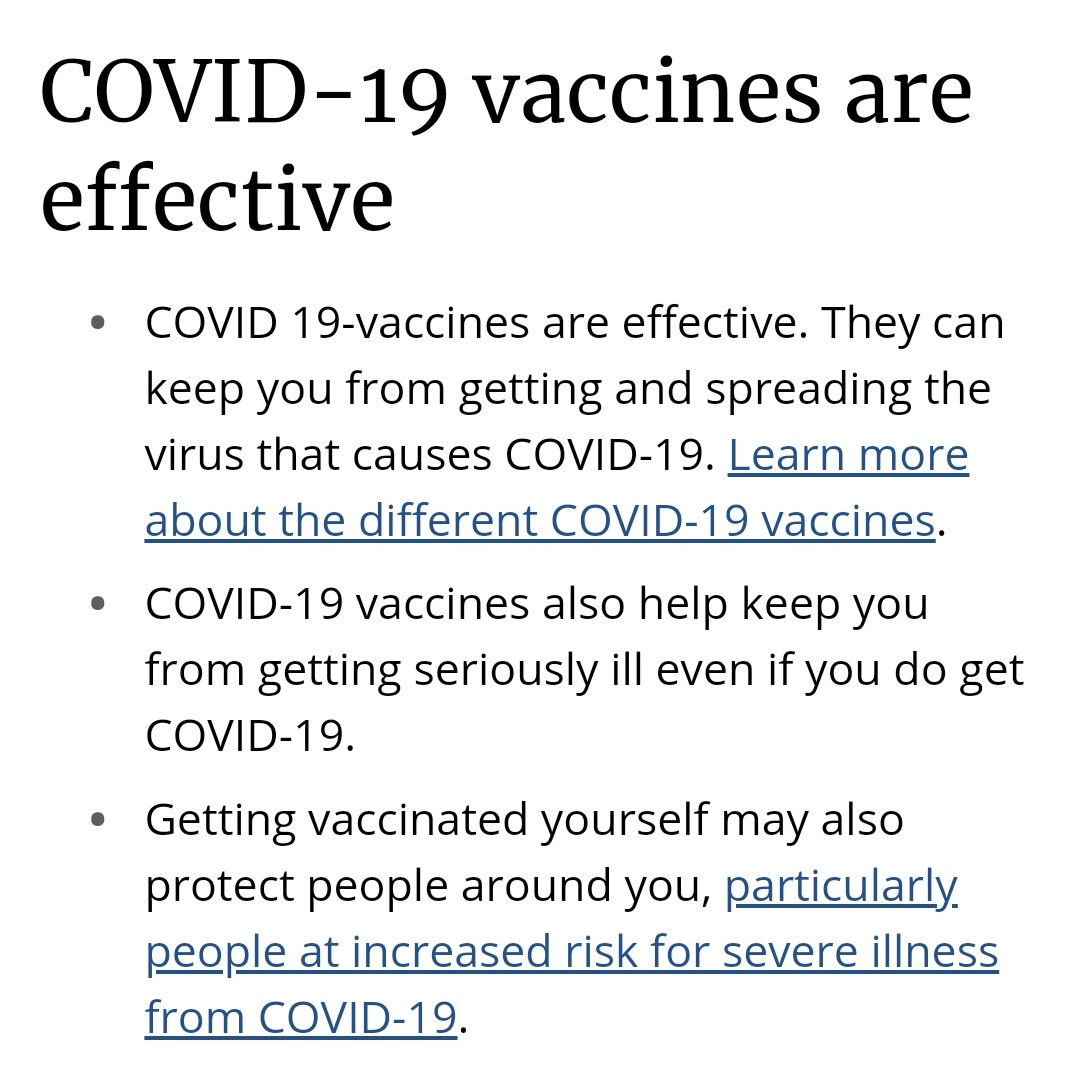 COVID-19 vaccines are
effective
• COVID 19-vaccines are effective. They can
keep you from getting and spreading the
virus that causes COVID-19. Learn more
about the different COVID-19 vaccines.
• COVID-19 vaccines also help keep you
from getting seriously ill even if you do get
COVID-19.
• Getting vaccinated yourself may also
protect people around you, particularly
people at increased risk for severe illness
from COVID-19.